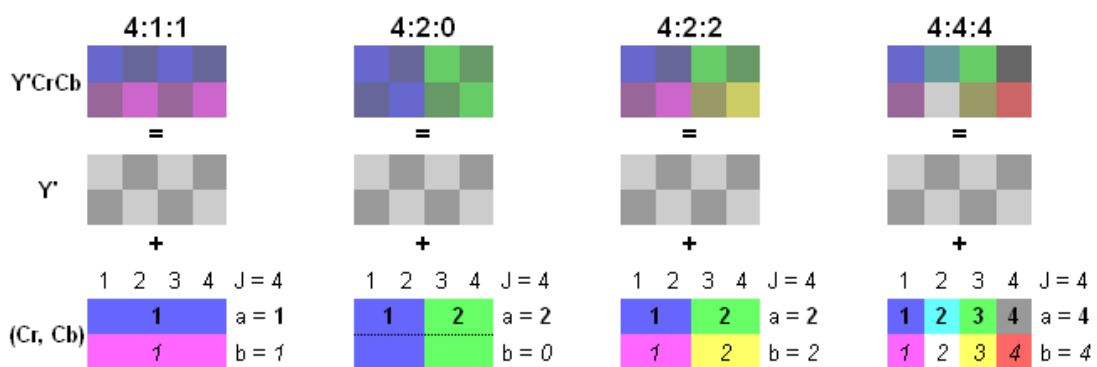 4:1:1 4:2:0 4:2:2 4:4:4
Y'CrCb
= = = =
Y'
+ + + +
1 2 3 4 J = 4 1 2 3 4 J = 4 1 2 3 4 J = 4 1 2 3 4 J = 4
(Cr, Cb)
1 a = 1 1 2 a = 2 1 2 a = 2 1 2 3 4 a = 4
1 b = 1 b = 0 1 2 b = 2 1 2 3 4 b = 4